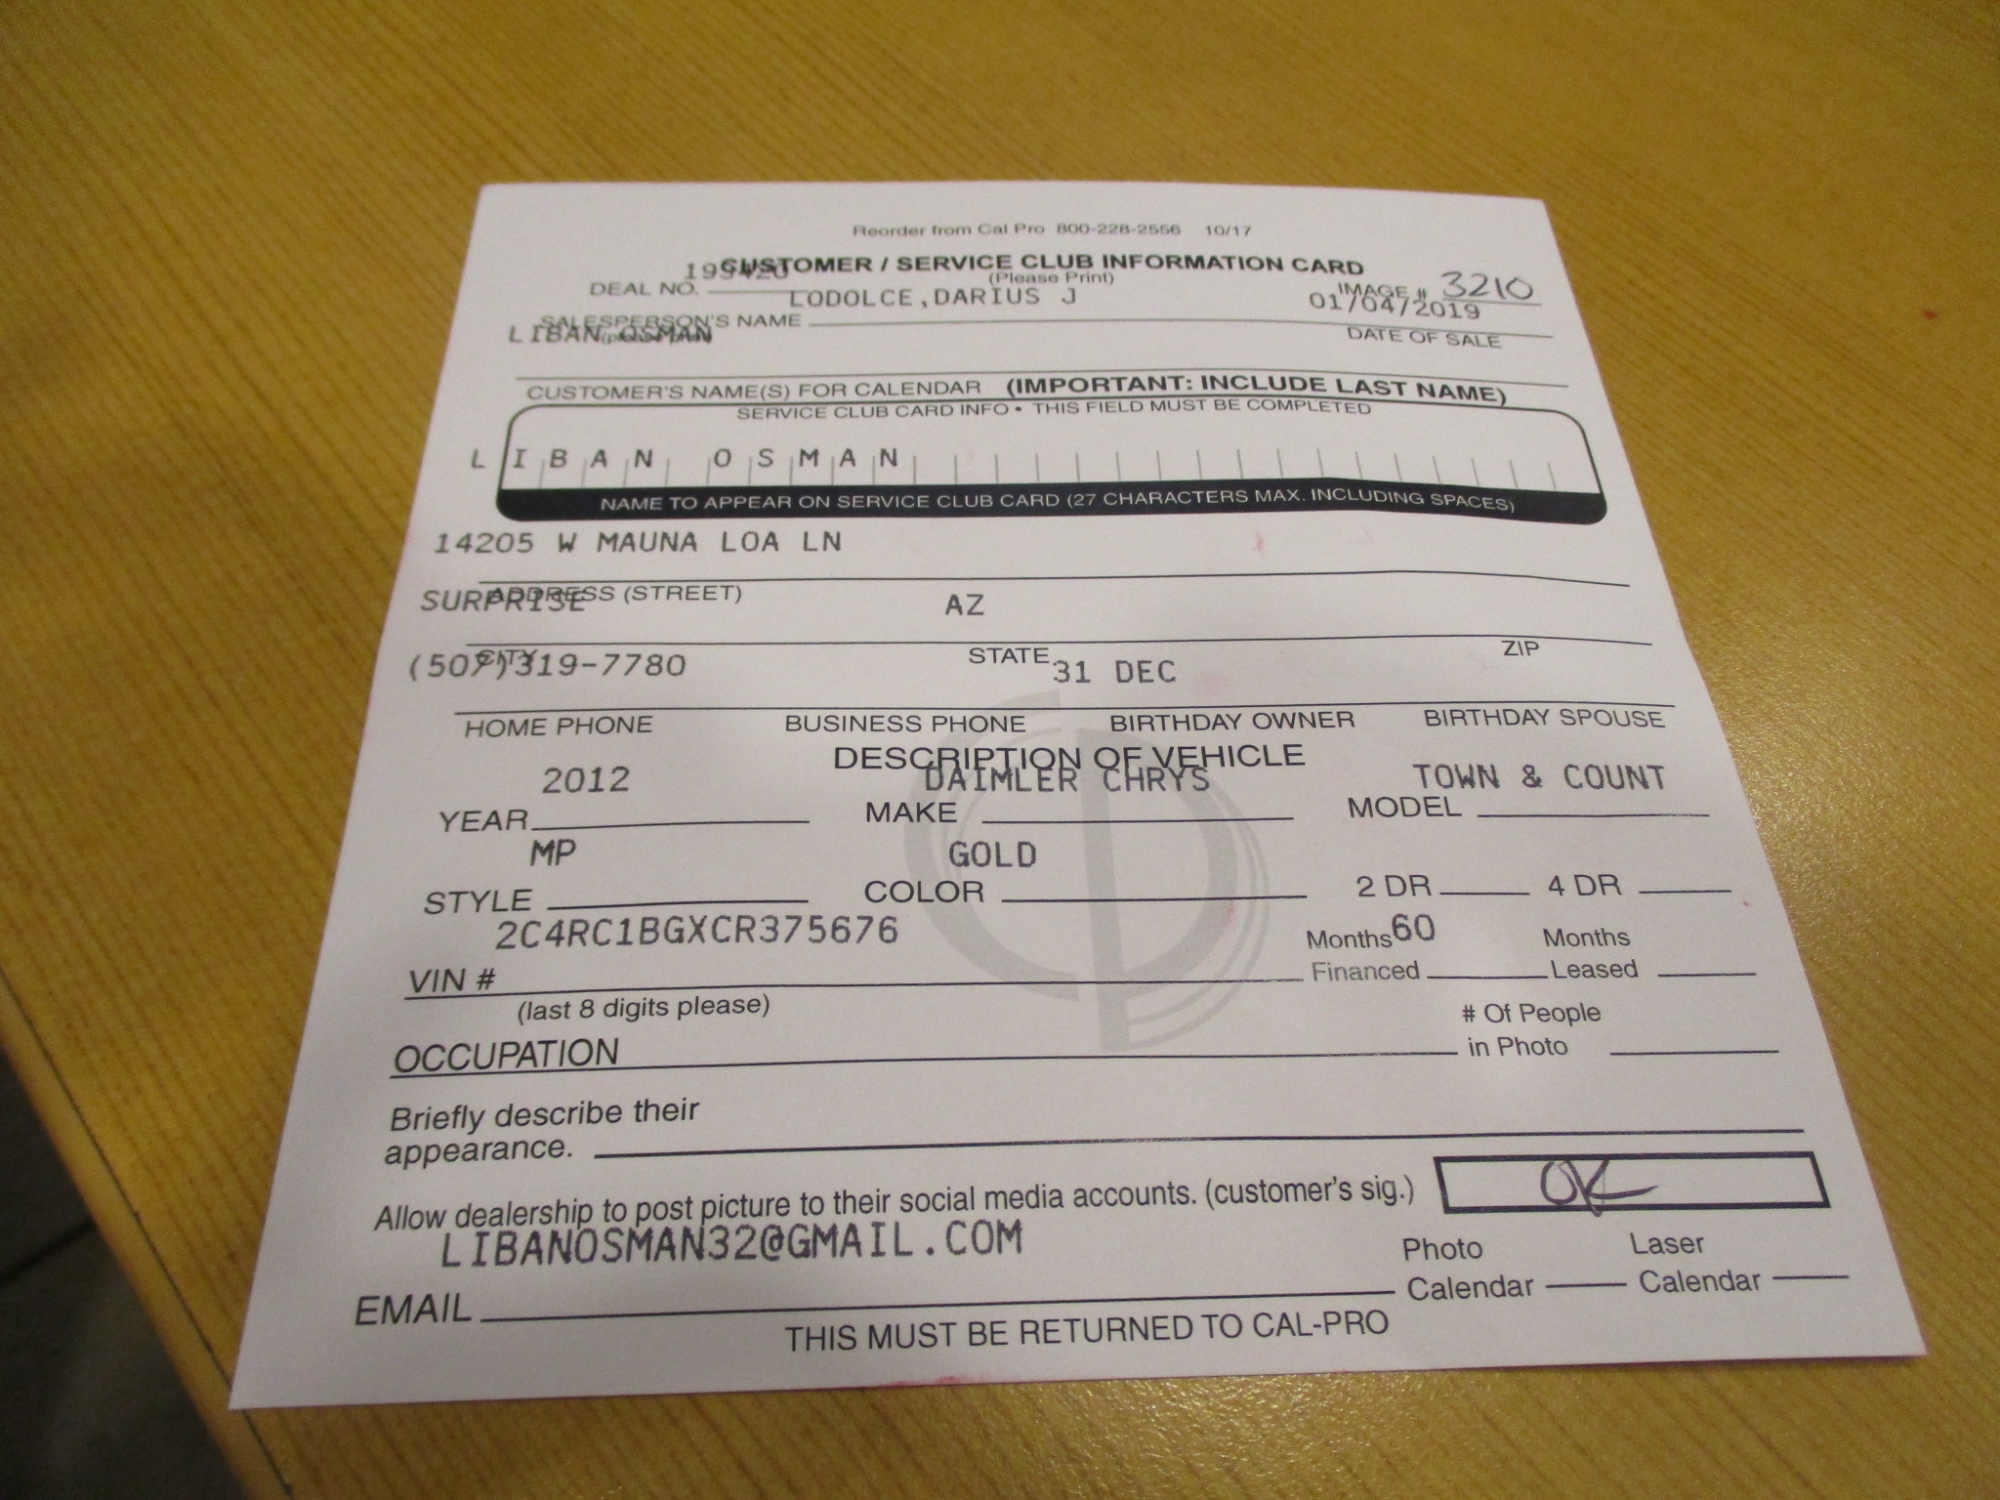 Reorder from Cal Pro 800-228-2556 10/17
CUSTOMER / SERVICE CLUB INFORMATION CARD
(Please Print)
DEAL NO.
IMAGE # 3210
LODOLCE,DARIUS J
01/04/2019
SALESPERSON'S NAME
(please print)
DATE OF SALE
LIBAN OSMAN
CUSTOMER'S NAME(S) FOR CALENDAR (IMPORTANT: INCLUDE LAST NAME)
SERVICE CLUB CARD INFO • THIS FIELD MUST BE COMPLETED
LIBAN OSMAN
NAME TO APPEAR ON SERVICE CLUB CARD (27 CHARACTERS MAX. INCLUDING SPACES)
14205 W MAUNA LOA LN
ADDRESS (STREET)
SURPRISE AZ
CITY STATE ZIP
(507)319-7780 31 DEC
HOME PHONE BUSINESS PHONE BIRTHDAY OWNER BIRTHDAY SPOUSE
DESCRIPTION OF VEHICLE
2012 DAIMLER CHRYS TOWN & COUNT
YEAR MAKE MODEL
MP GOLD
STYLE COLOR 2 DR 4 DR
2C4RC1BGXCR375676 Months 60 Months
VIN # Financed Leased
(last 8 digits please) # Of People
OCCUPATION in Photo
Briefly describe their
appearance.
Allow dealership to post picture to their social media accounts. (customer's sig.) OK
LIBANOSMAN32@GMAIL.COM Photo Laser
EMAIL Calendar Calendar
THIS MUST BE RETURNED TO CAL-PRO